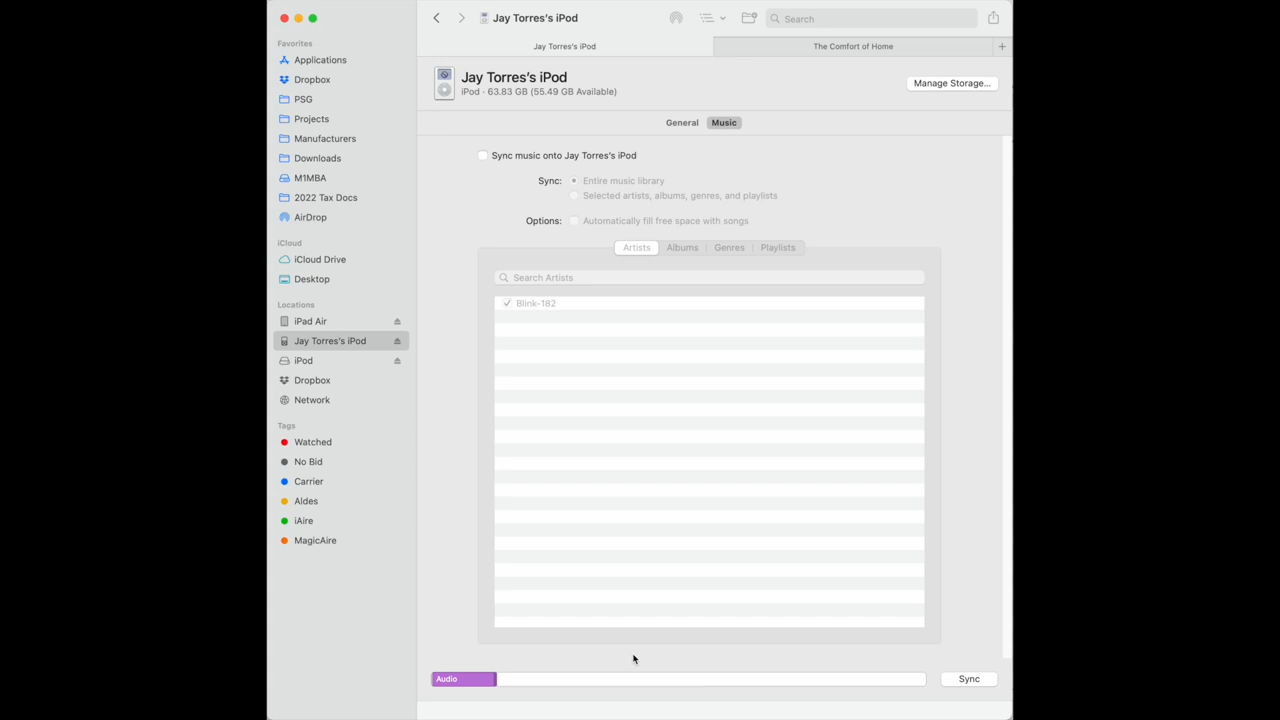 Jay Torres's iPod
Search
Jay Torres's iPod
The Comfort of Home
Favorites
Applications
Dropbox
PSG
Projects
Manufacturers
Downloads
M1MBA
2022 Tax Docs
AirDrop
iCloud
iCloud Drive
Desktop
Locations
iPad Air
Jay Torres's iPod
iPod
Dropbox
Network
Tags
Watched
No Bid
Carrier
Aldes
iAire
MagicAire
Jay Torres's iPod
iPod · 63.83 GB (55.49 GB Available)
Manage Storage...
General Music
Sync music onto Jay Torres's iPod
Sync: Entire music library
Selected artists, albums, genres, and playlists
Options: Automatically fill free space with songs
Artists Albums Genres Playlists
Search Artists
Blink-182
Audio
Sync